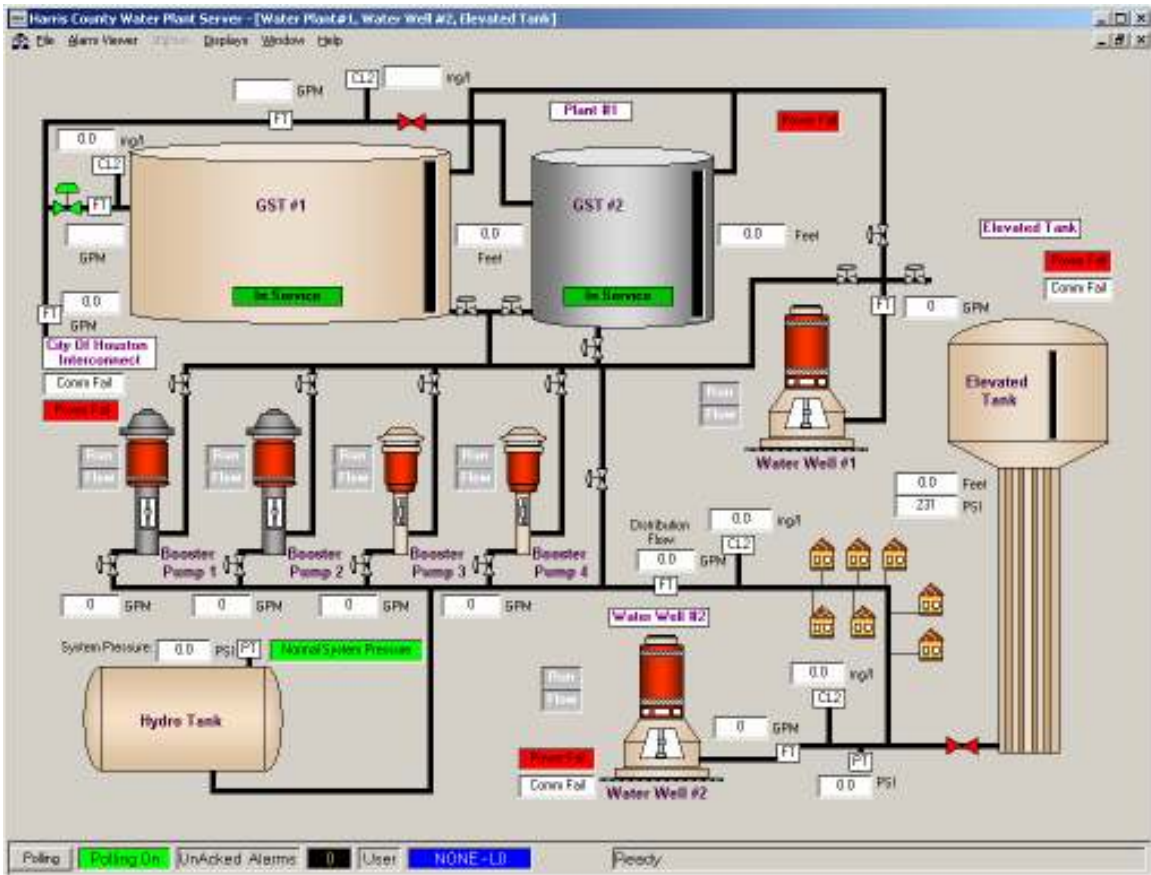 Harris County Water Plant Server - [Water Plant#1, Water Well #2, Elevated Tank]
File Alarm Viewer Displays Window Help
GPM
CL2
mg/l
FT
Plant #1
Power Fail
0.0 mg/l
CL2
FT
GPM
GST #1
0.0
Feet
In Service
GST #2
0.0 Feet
In Service
Elevated Tank
Power Fail
Comm Fail
0.0
FT
GPM
City Of Houston
Interconnect
Comm Fail
Power Fail
FT
0 GPM
Elevated
Tank
Run
Flow
Water Well #1
Run
Flow
Run
Flow
Run
Flow
Run
Flow
0.0 Feet
231 PSI
Booster
Pump 1
Booster
Pump 2
Booster
Pump 3
Booster
Pump 4
Distribution
Flow
0.0 GPM
FT
0.0 mg/l
CL2
0 GPM
0 GPM
0 GPM
0 GPM
Water Well #2
System Pressure: 0.0 PSI PT Normal System Pressure
Hydro Tank
Run
Flow
Power Fail
Comm Fail
Water Well #2
0 GPM
FT
0.0 mg/l
CL2
PT
0.0 PSI
Polling Polling On UnAcked Alarms 0 User NONE - L0 Ready